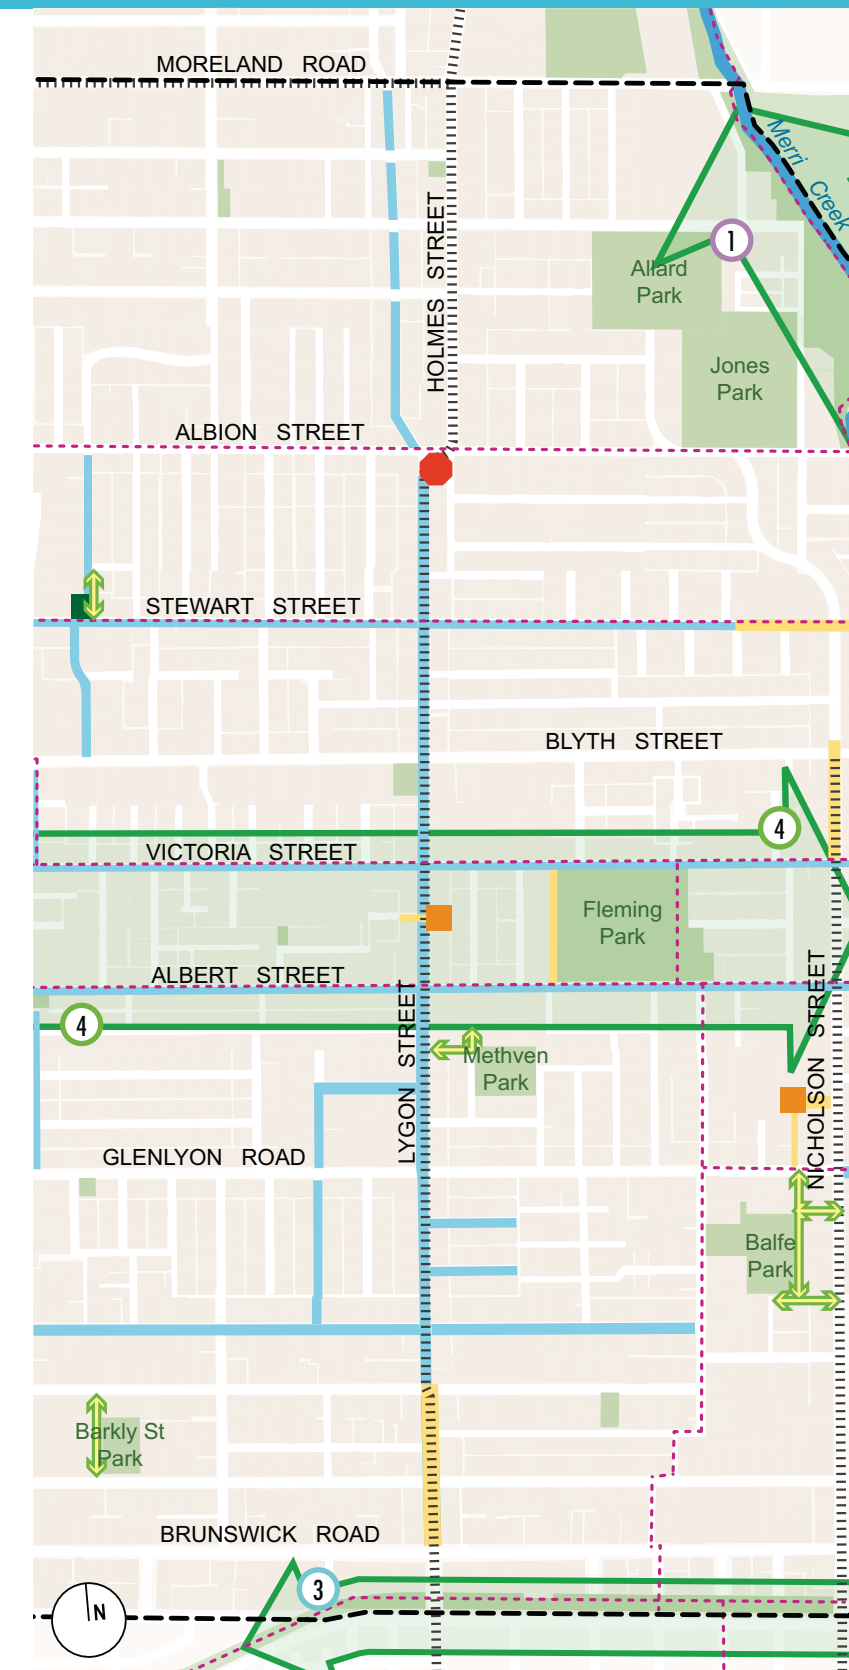 MORELAND ROAD
Merri
Creek
HOLMES STREET
1
Allard
Park
Jones
Park
ALBION STREET
STEWART STREET
BLYTH STREET
4
VICTORIA STREET
Fleming
Park
ALBERT STREET
NICHOLSON STREET
LYGON STREET
4
Methven
Park
GLENLYON ROAD
Balfe
Park
Barkly St
Park
BRUNSWICK ROAD
3
N